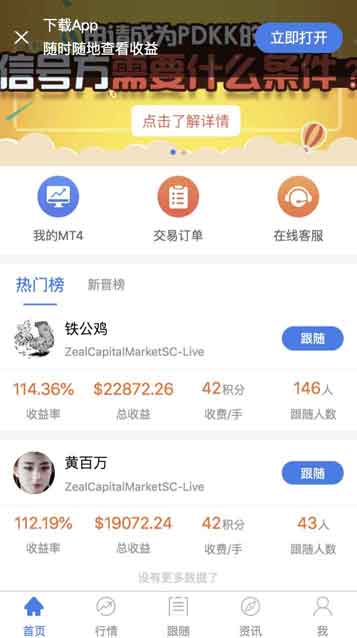 下载App
随时随地查看收益
立即打开
申请成为PDKK的
信号方需要什么条件?
点击了解详情
我的MT4
交易订单
在线客服
热门榜
新晋榜
铁公鸡
ZealCapitalMarketSC-Live
跟随
114.36%
$22872.26
42积分
146人
收益率
总收益
收费/手
跟随人数
黄百万
ZealCapitalMarketSC-Live
跟随
112.19%
$19072.24
42积分
43人
收益率
总收益
收费/手
跟随人数
没有更多数据了
首页
行情
跟随
资讯
我